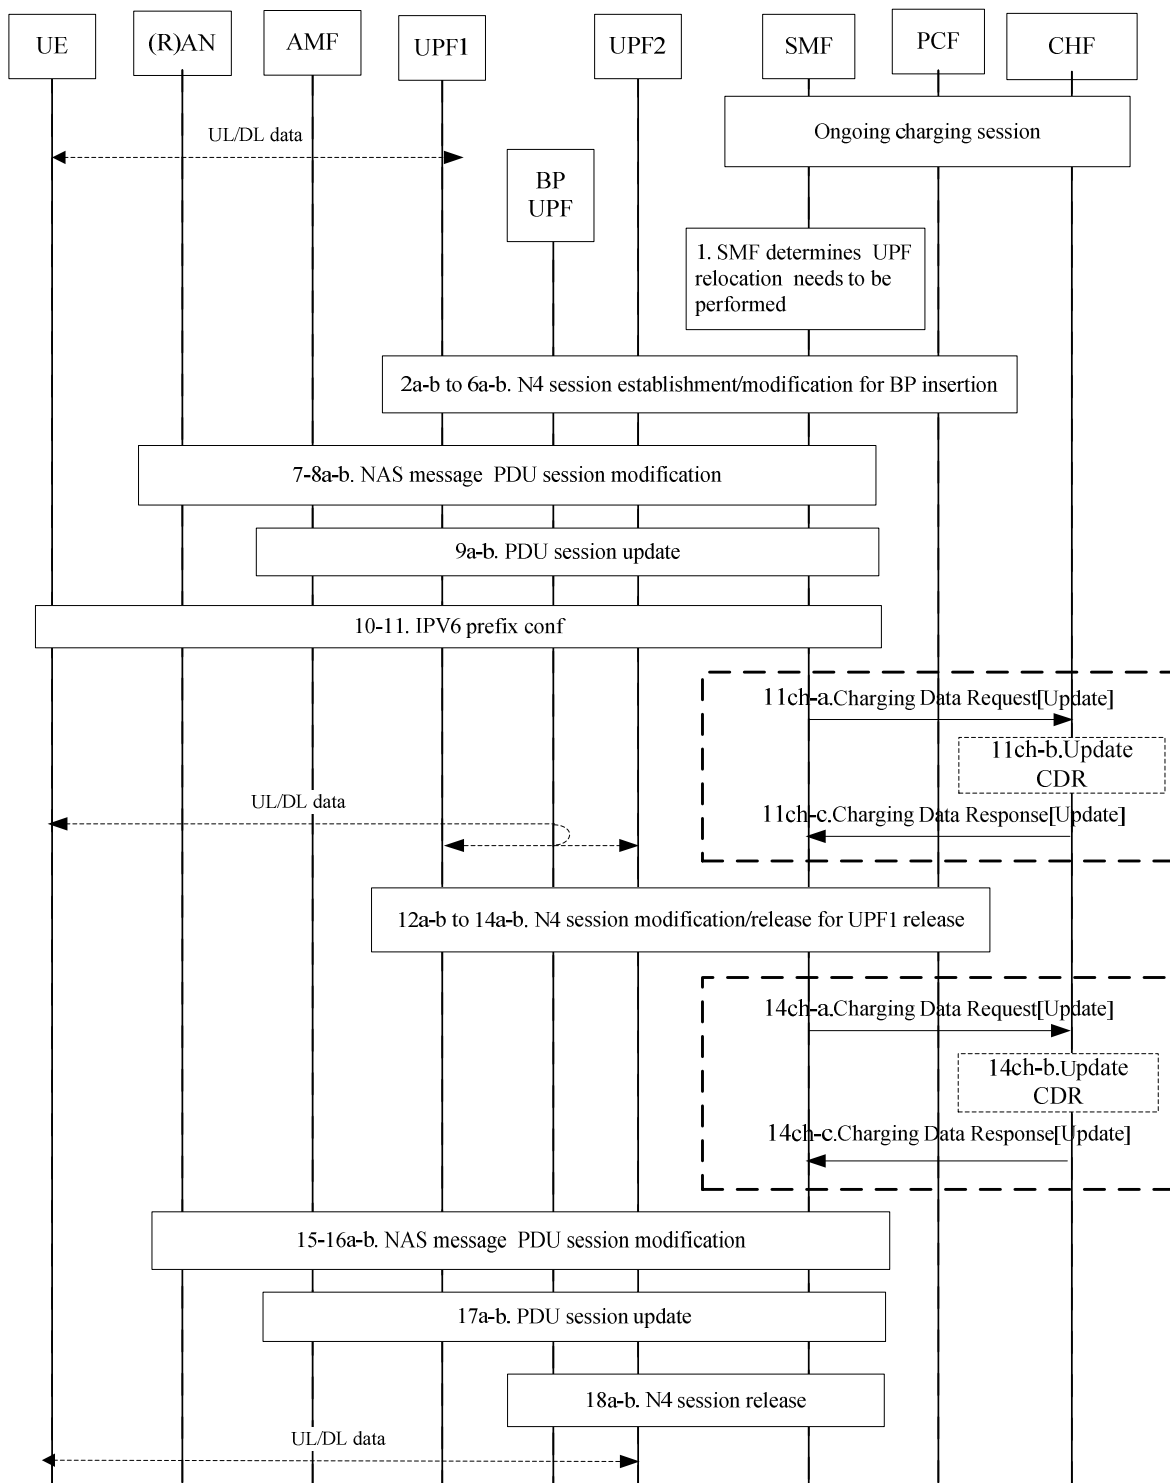 UE
(R)AN
AMF
UPF1
UPF2
SMF
PCF
CHF
UL/DL data
Ongoing charging session
BP
UPF
1. SMF determines UPF
relocation needs to be
performed
2a-b to 6a-b. N4 session establishment/modification for BP insertion
7-8a-b. NAS message PDU session modification
9a-b. PDU session update
10-11. IPV6 prefix conf
11ch-a.Charging Data Request[Update]
11ch-b.Update
CDR
UL/DL data
11ch-c.Charging Data Response[Update]
12a-b to 14a-b. N4 session modification/release for UPF1 release
14ch-a.Charging Data Request[Update]
14ch-b.Update
CDR
14ch-c.Charging Data Response[Update]
15-16a-b. NAS message PDU session modification
17a-b. PDU session update
18a-b. N4 session release
UL/DL data